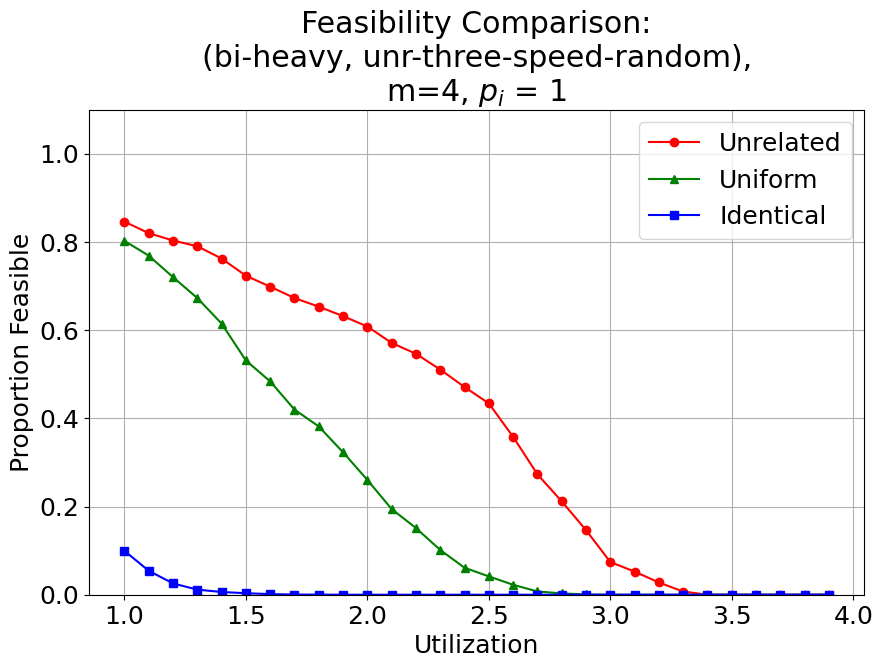 Feasibility Comparison:
(bi-heavy, unr-three-speed-random),
m=4, $p_i$ = 1
Unrelated
Uniform
Identical
Proportion Feasible
1.0
0.8
0.6
0.4
0.2
0.0
1.0 1.5 2.0 2.5 3.0 3.5 4.0
Utilization